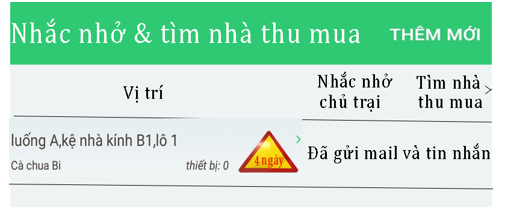 Nhắc nhở & tìm nhà thu mua THÊM MỚI
Vị trí
Nhắc nhở
chủ trại
Tìm nhà
thu mua
luống A,kệ nhà kính B1,lô 1
Cà chua Bi
thiết bị: 0
4 ngày
Đã gửi mail và tin nhắn